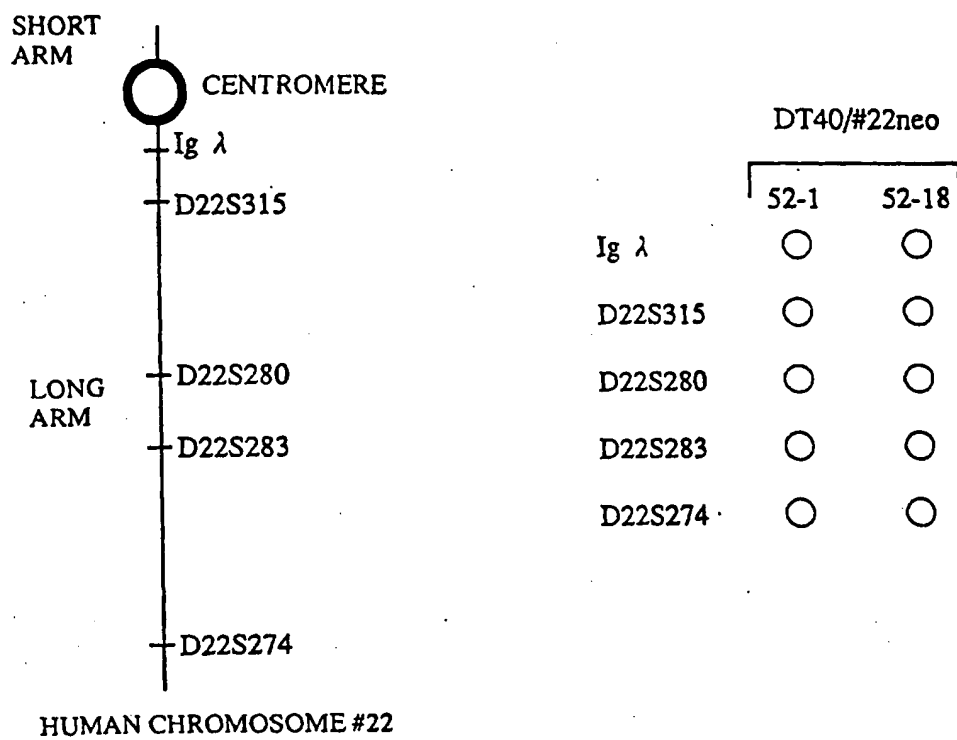 SHORT
ARM
CENTROMERE
Ig λ
D22S315
D22S280
LONG
ARM
D22S283
D22S274
HUMAN CHROMOSOME #22
DT40/#22neo
52-1 52-18
Ig λ ○ ○
D22S315 ○ ○
D22S280 ○ ○
D22S283 ○ ○
D22S274 ○ ○